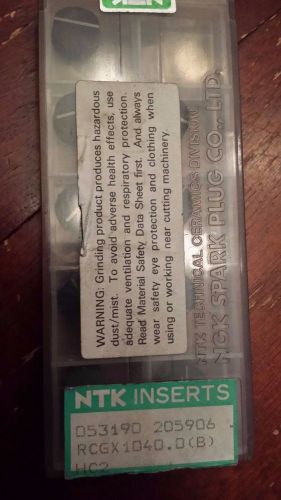 NTK
WARNING: Grinding product produces hazardous
dust/mist. To avoid adverse health effects, use
adequate ventilation and respiratory protection.
Read Material Safety Data Sheet first. And always
wear safety eye protection and clothing when
using or working near cutting machinery.
NTK TECHNICAL CERAMICS DIVISION
NGK SPARK PLUG CO., LTD.
NTK INSERTS
053190 205906
RCGX1040.0(B)
HC2